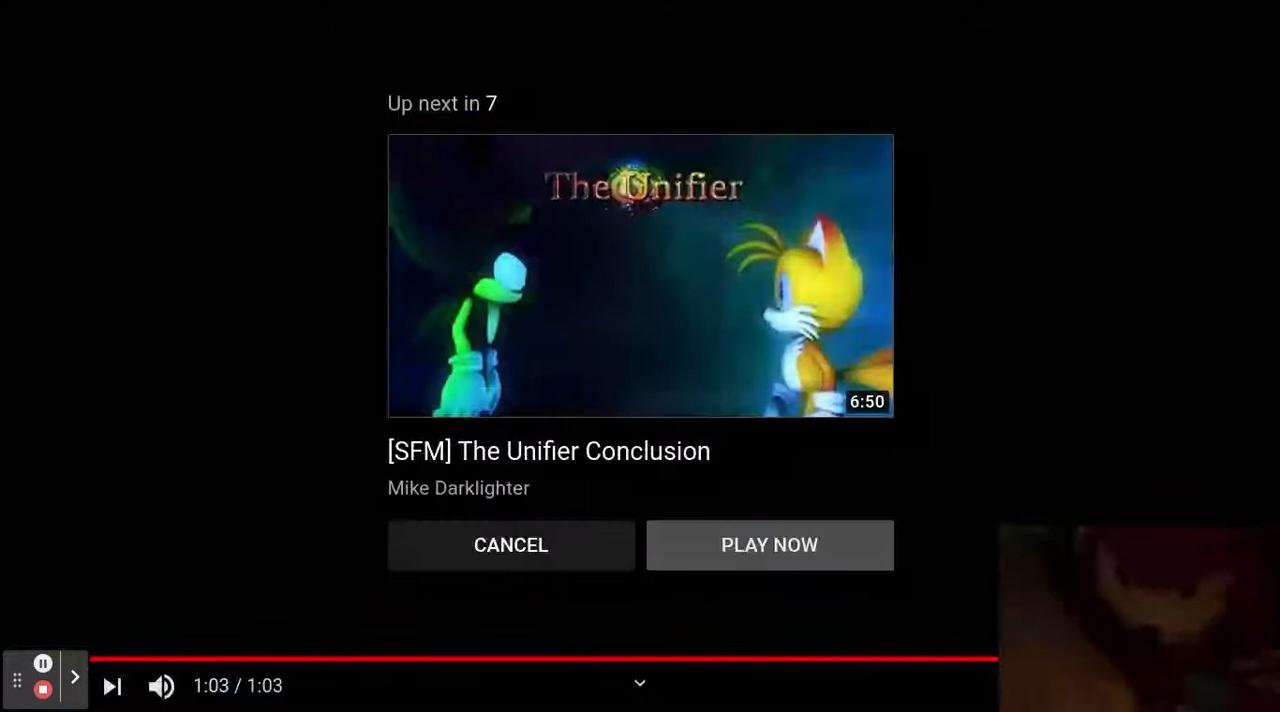 Up next in 7
The Unifier
6:50
[SFM] The Unifier Conclusion
Mike Darklighter
CANCEL
PLAY NOW
1:03 / 1:03